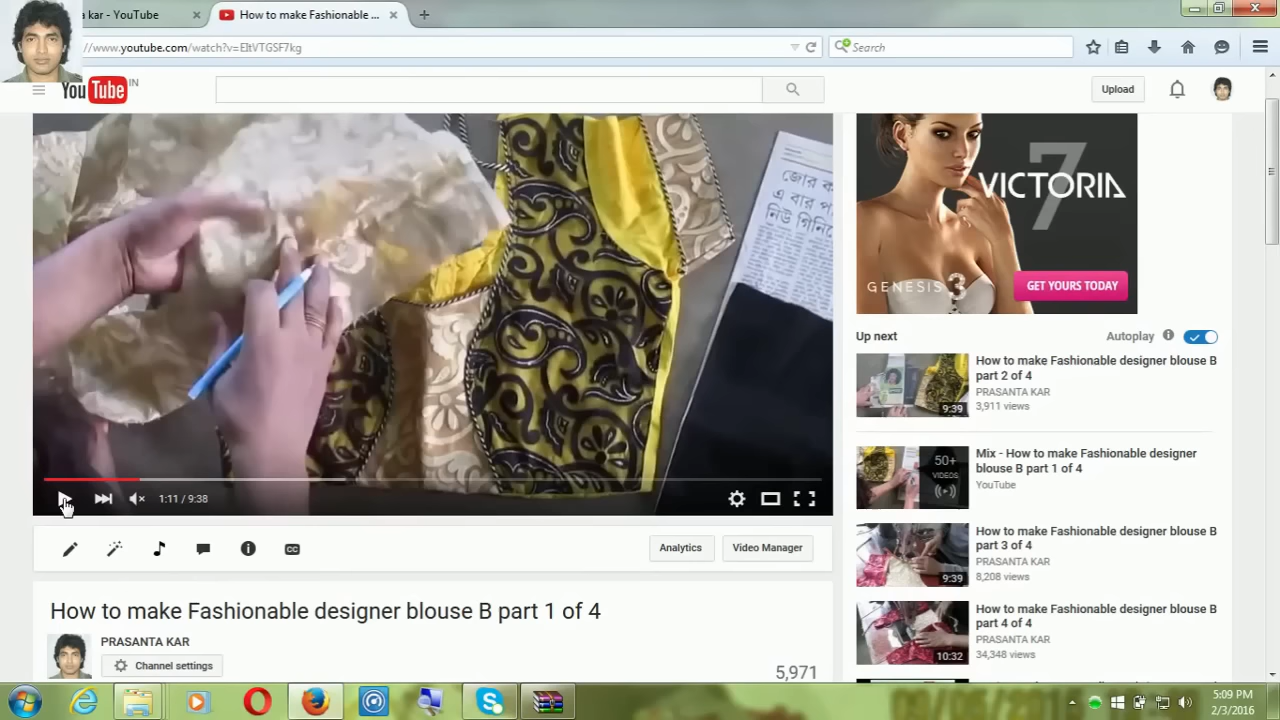 a kar - YouTube
How to make Fashionable ...
//www.youtube.com/watch?v=EItVTGSF7kg
Search
YouTube IN
Upload
জোর ক
এ বার পা
নিউ গিনি
7
VICTORIA
GENESIS 3
GET YOURS TODAY
1:11 / 9:38
Up next
Autoplay
How to make Fashionable designer blouse B
part 2 of 4
PRASANTA KAR
3,911 views
9:39
Mix - How to make Fashionable designer
blouse B part 1 of 4
YouTube
50+
VIDEOS
How to make Fashionable designer blouse B
part 3 of 4
PRASANTA KAR
8,208 views
9:39
How to make Fashionable designer blouse B
part 4 of 4
PRASANTA KAR
34,348 views
10:32
CC
Analytics
Video Manager
How to make Fashionable designer blouse B part 1 of 4
PRASANTA KAR
Channel settings
5,971
5:09 PM
2/3/2016